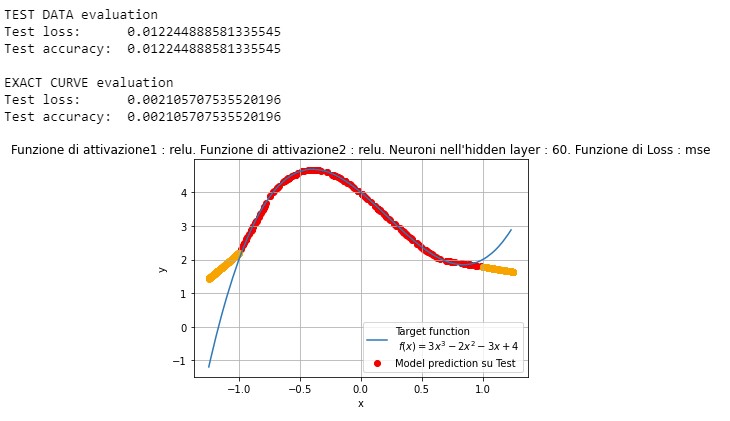 TEST DATA evaluation
Test loss: 0.012244888581335545
Test accuracy: 0.012244888581335545
EXACT CURVE evaluation
Test loss: 0.002105707535520196
Test accuracy: 0.002105707535520196
Funzione di attivazione1 : relu. Funzione di attivazione2 : relu. Neuroni nell'hidden layer : 60. Funzione di Loss : mse
4
3
2
1
0
−1
y
Target function
f(x) = 3x³ − 2x² − 3x + 4
Model prediction su Test
−1.0 −0.5 0.0 0.5 1.0
x